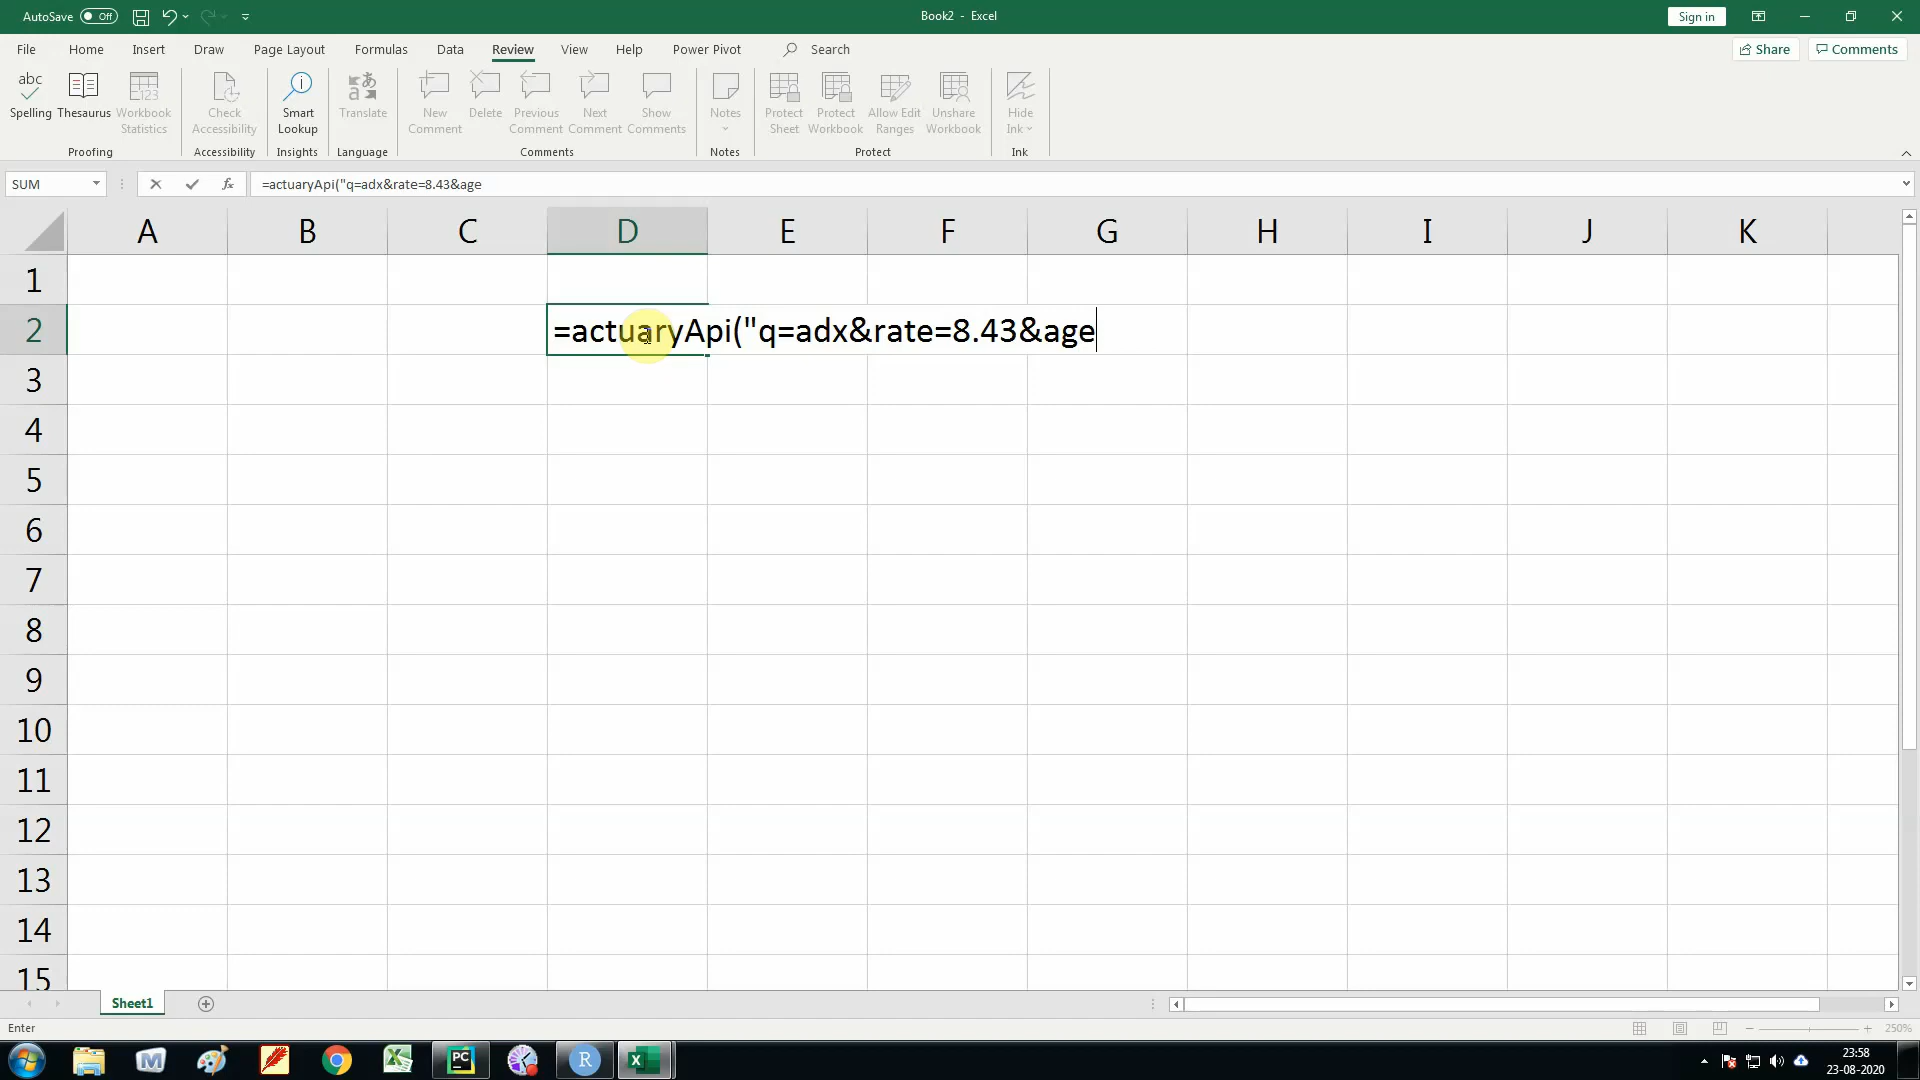 AutoSave Off Book2 - Excel Sign in
File Home Insert Draw Page Layout Formulas Data Review View Help Power Pivot Search Share Comments
abc
Spelling
Thesaurus
Workbook
Statistics
Check
Accessibility
Smart
Lookup
Translate
New
Comment
Delete
Previous
Comment
Next
Comment
Show
Comments
Notes
Protect
Sheet
Protect
Workbook
Allow Edit
Ranges
Unshare
Workbook
Hide
Ink
Proofing Accessibility Insights Language Comments Notes Protect Ink
SUM fx =actuaryApi("q=adx&rate=8.43&age
A B C D E F G H I J K
1
2 =actuaryApi("q=adx&rate=8.43&age
3
4
5
6
7
8
9
10
11
12
13
14
15
Sheet1
Enter 250%
PC R X 23:58
23-08-2020